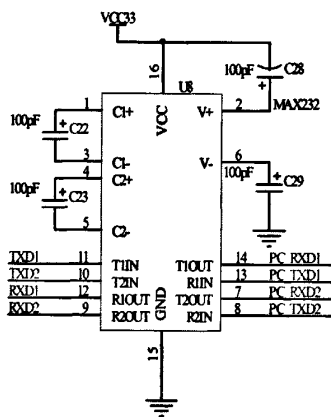 VCC33
16
U8
100pF
C28
1
C1+
VCC
V+
2
MAX232
100pF
C22
3
C1-
V-
6
4
C2+
100pF
100pF
C23
C29
5
C2-
TXD1 11 T1IN T1OUT 14 PC RXD1
TXD2 10 T2IN R1IN 13 PC TXD1
RXD1 12 R1OUT T2OUT 7 PC RXD2
RXD2 9 R2OUT R2IN 8 PC TXD2
GND
15